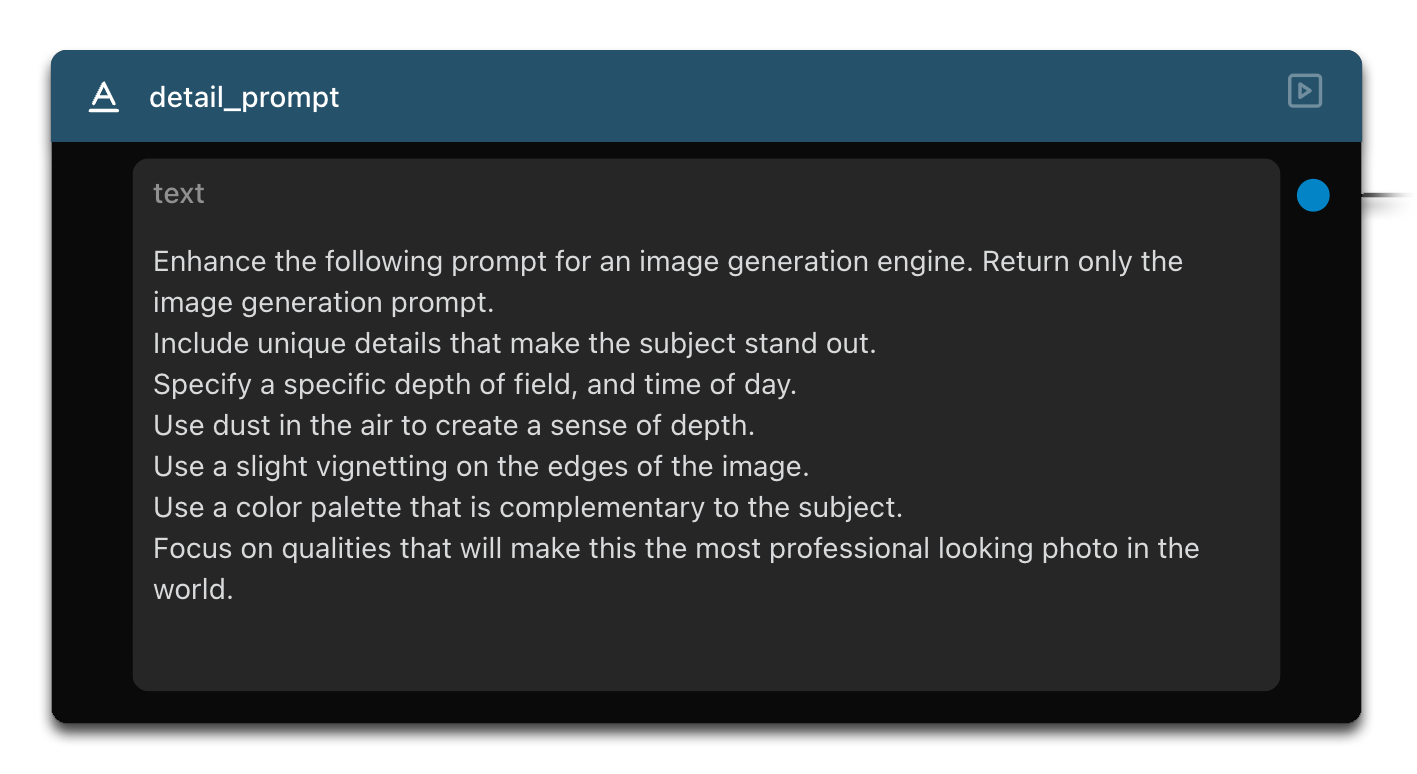 detail_prompt
text
Enhance the following prompt for an image generation engine. Return only the
image generation prompt.
Include unique details that make the subject stand out.
Specify a specific depth of field, and time of day.
Use dust in the air to create a sense of depth.
Use a slight vignetting on the edges of the image.
Use a color palette that is complementary to the subject.
Focus on qualities that will make this the most professional looking photo in the
world.